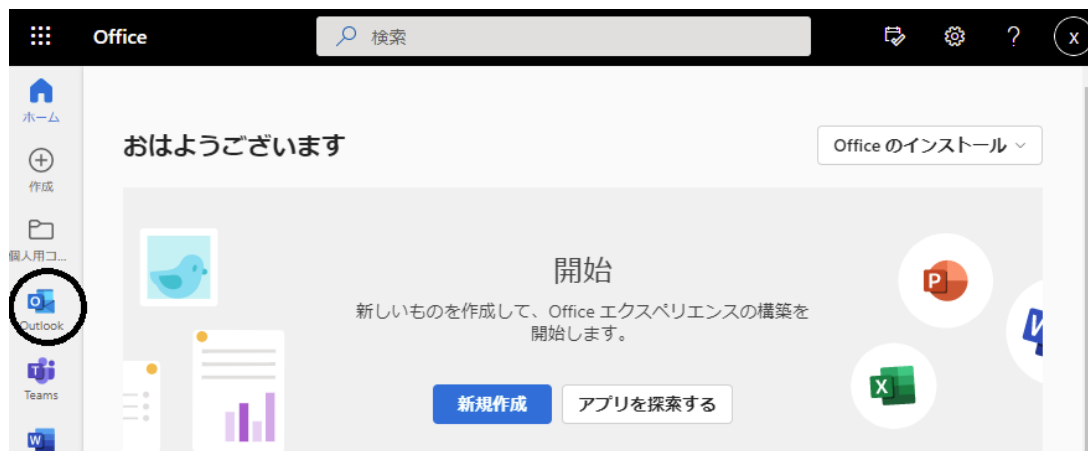 Office
検索
?
X
ホーム
作成
個人用コ...
Outlook
Teams
おはようございます
Office のインストール
開始
新しいものを作成して、Office エクスペリエンスの構築を
開始します。
新規作成
アプリを探索する